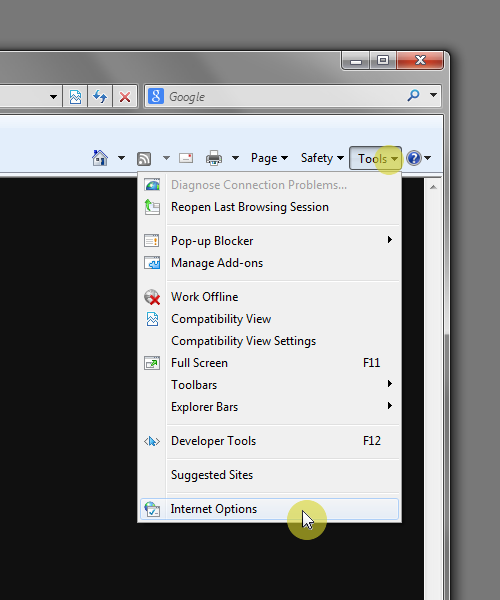 Google
Page Safety Tools
Diagnose Connection Problems...
Reopen Last Browsing Session
Pop-up Blocker
Manage Add-ons
Work Offline
Compatibility View
Compatibility View Settings
Full Screen F11
Toolbars
Explorer Bars
Developer Tools F12
Suggested Sites
Internet Options